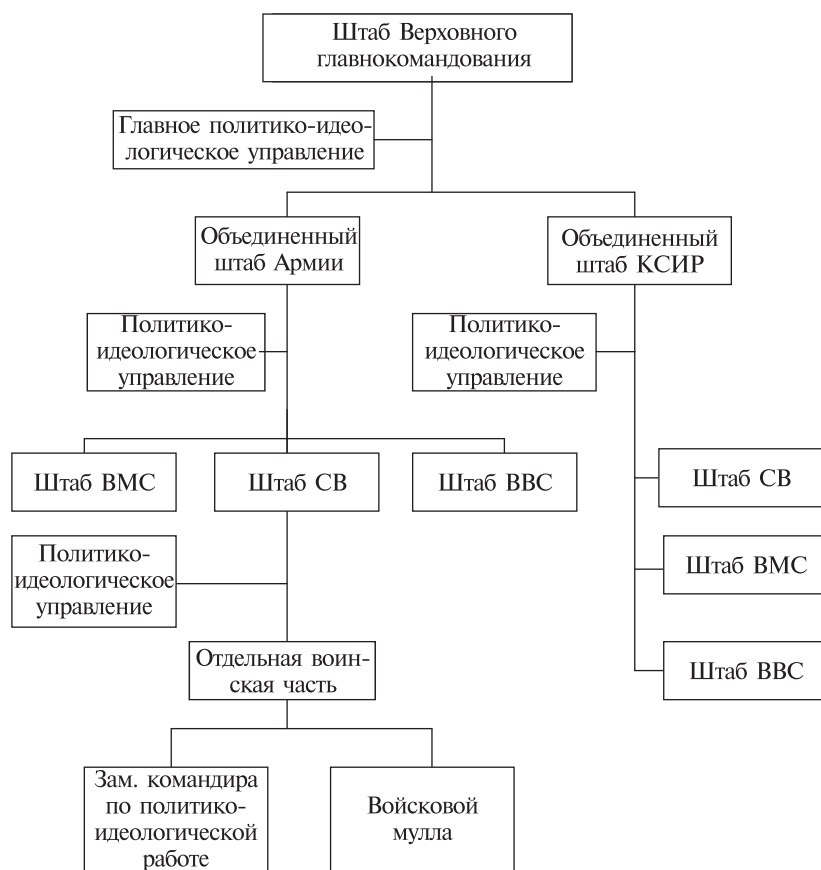 Штаб Верховного
главнокомандования
Главное политико-идео-
логическое управление
Объединенный
штаб Армии
Объединенный
штаб КСИР
Политико-
идеологическое
управление
Политико-
идеологическое
управление
Штаб ВМС
Штаб СВ
Штаб ВВС
Штаб СВ
Политико-
идеологическое
управление
Штаб ВМС
Отдельная воин-
ская часть
Штаб ВВС
Зам. командира
по политико-
идеологической
работе
Войсковой
мулла